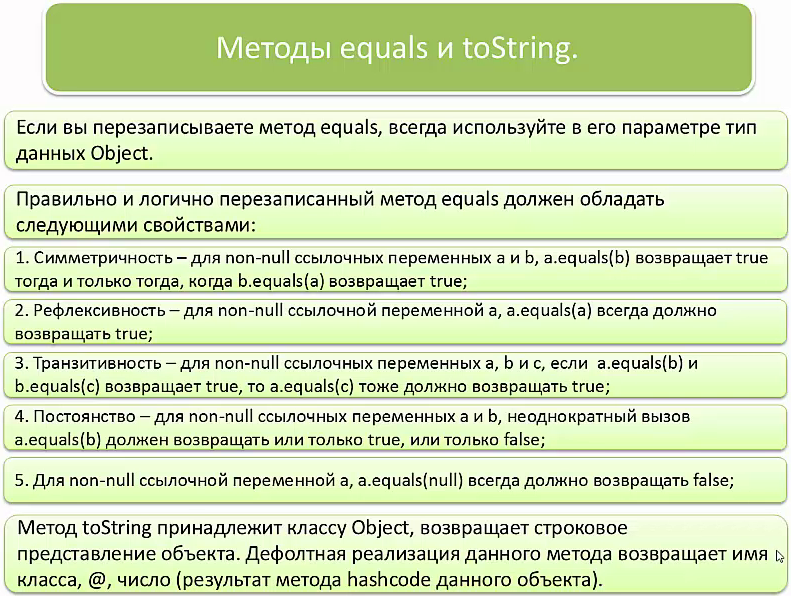 Методы equals и toString.
Если вы перезаписываете метод equals, всегда используйте в его параметре тип
данных Object.
Правильно и логично перезаписанный метод equals должен обладать
следующими свойствами:
1. Симметричность – для non-null ссылочных переменных a и b, a.equals(b) возвращает true
тогда и только тогда, когда b.equals(a) возвращает true;
2. Рефлексивность – для non-null ссылочной переменной a, a.equals(a) всегда должно
возвращать true;
3. Транзитивность – для non-null ссылочных переменных a, b и c, если a.equals(b) и
b.equals(c) возвращает true, то a.equals(c) тоже должно возвращать true;
4. Постоянство – для non-null ссылочных переменных a и b, неоднократный вызов
a.equals(b) должен возвращать или только true, или только false;
5. Для non-null ссылочной переменной a, a.equals(null) всегда должно возвращать false;
Метод toString принадлежит классу Object, возвращает строковое
представление объекта. Дефолтная реализация данного метода возвращает имя
класса, @, число (результат метода hashcode данного объекта).